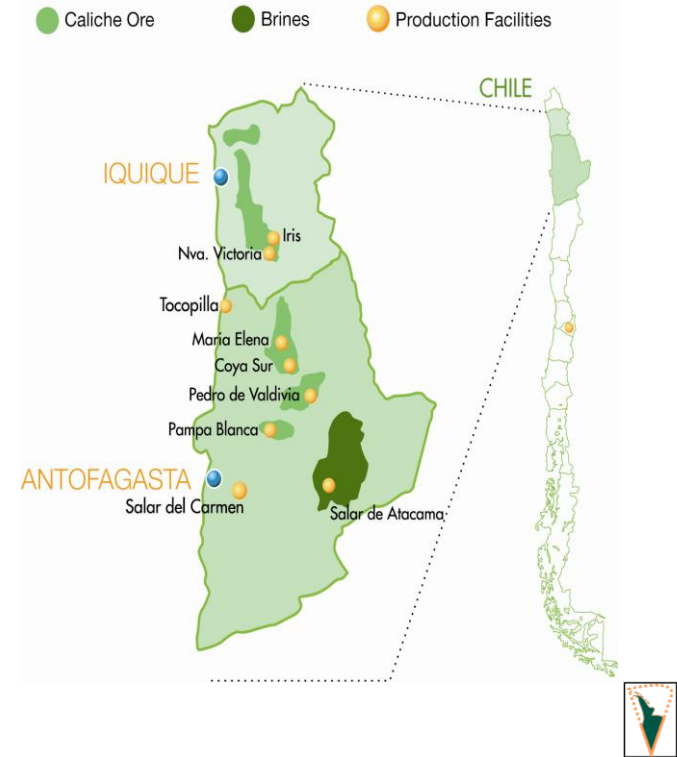 Caliche Ore
Brines
Production Facilities
CHILE
IQUIQUE
Iris
Nva. Victoria
Tocopilla
Maria Elena
Coya Sur
Pedro de Valdivia
Pampa Blanca
ANTOFAGASTA
Salar del Carmen
Salar de Atacama